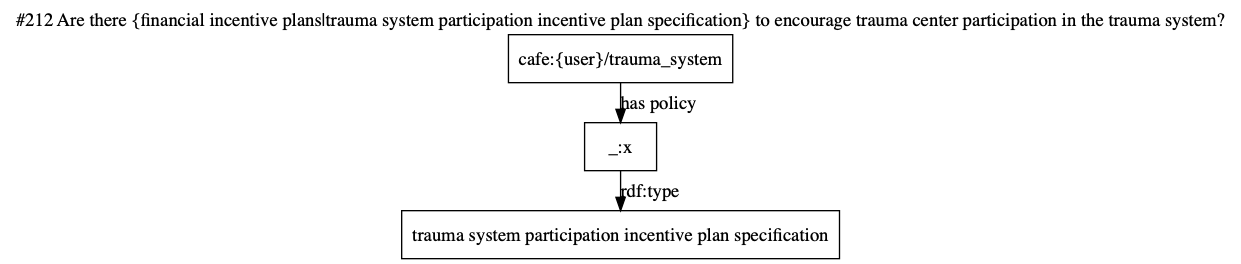 #212 Are there {financial incentive plans|trauma system participation incentive plan specification} to encourage trauma center participation in the trauma system?
cafe:{user}/trauma_system
has policy
_:x
rdf:type
trauma system participation incentive plan specification